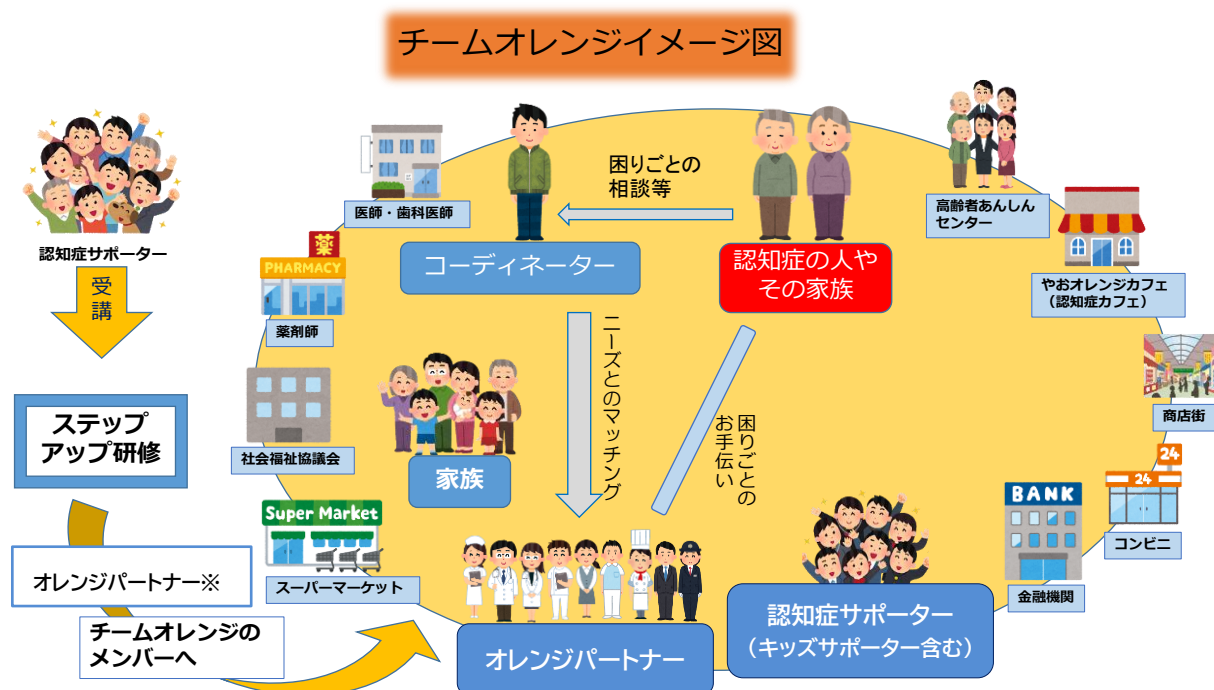 チームオレンジイメージ図
認知症サポーター
受
講
ステップ
アップ研修
オレンジパートナー※
チームオレンジの
メンバーへ
医師・歯科医師
薬
PHARMACY
薬剤師
社会福祉協議会
Super Market
スーパーマーケット
コーディネーター
困りごとの
相談等
認知症の人や
その家族
ニーズとのマッチング
困りごとの
お手伝い
家族
オレンジパートナー
認知症サポーター
（キッズサポーター含む）
高齢者あんしん
センター
やおオレンジカフェ
（認知症カフェ）
商店街
24
24
コンビニ
BANK
金融機関